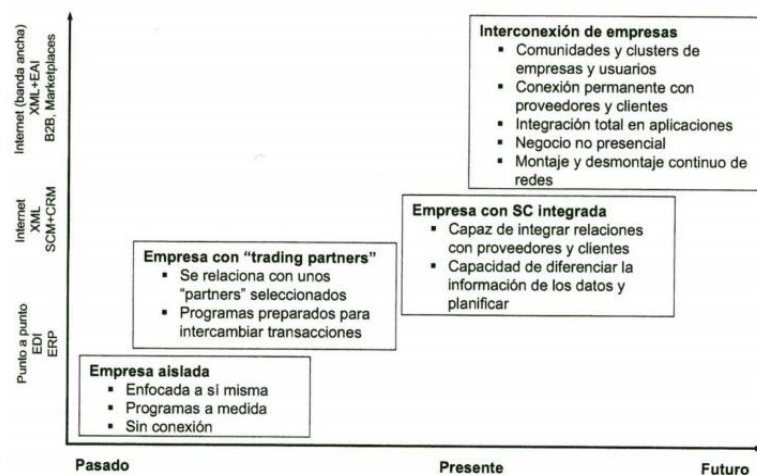 Interconexión de empresas
▪ Comunidades y clusters de
empresas y usuarios
▪ Conexión permanente con
proveedores y clientes
▪ Integración total en aplicaciones
▪ Negocio no presencial
▪ Montaje y desmontaje continuo de
redes
Empresa con SC integrada
▪ Capaz de integrar relaciones
con proveedores y clientes
▪ Capacidad de diferenciar la
información de los datos y
planificar
Empresa con “trading partners”
▪ Se relaciona con unos
“partners” seleccionados
▪ Programas preparados para
intercambiar transacciones
Empresa aislada
▪ Enfocada a sí misma
▪ Programas a medida
▪ Sin conexión
Internet (banda ancha)
XML+EAI
B2B, Marketplaces
Internet
XML
SCM+CRM
Punto a punto
EDI
ERP
Pasado Presente Futuro